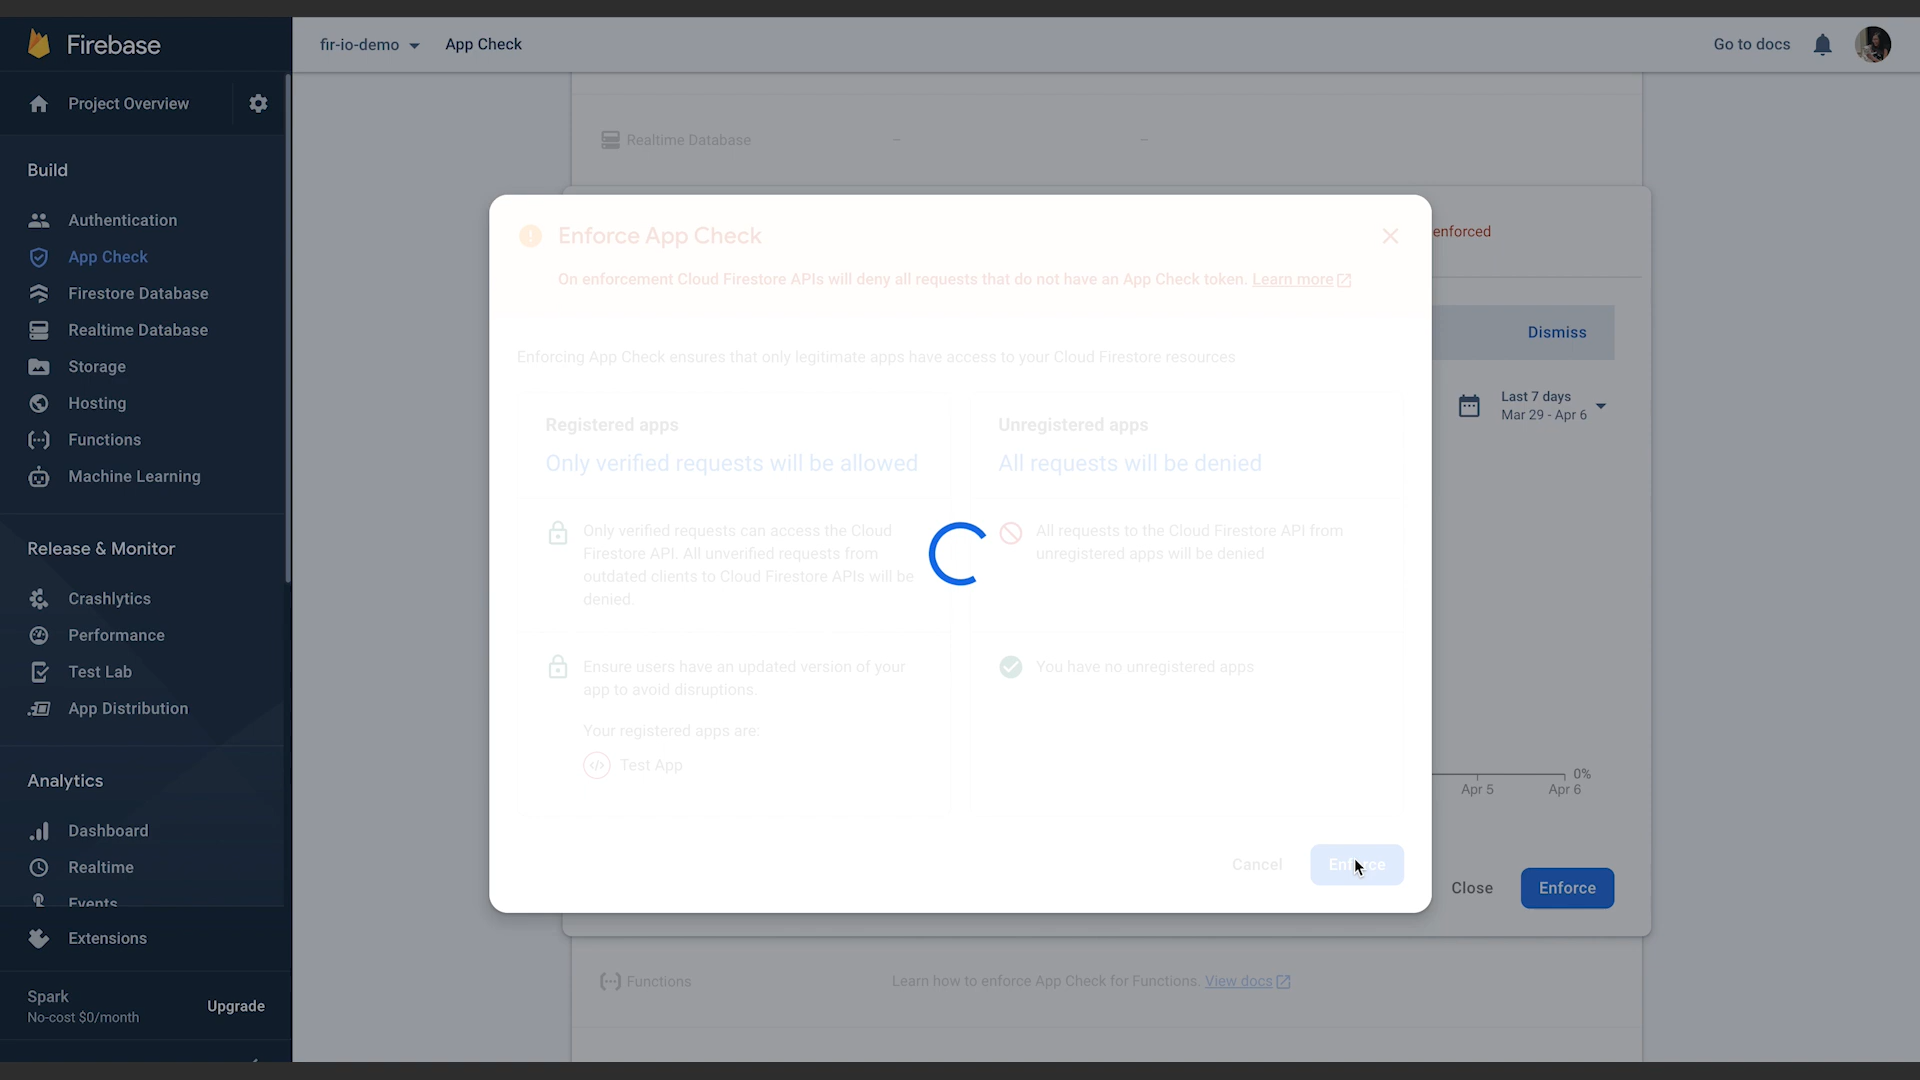 Firebase
fir-io-demo
App Check
Go to docs
Project Overview
Build
Authentication
App Check
Firestore Database
Realtime Database
Storage
Hosting
Functions
Machine Learning
Release & Monitor
Crashlytics
Performance
Test Lab
App Distribution
Analytics
Dashboard
Realtime
Events
Extensions
Spark
No-cost $0/month
Upgrade
Realtime Database
–
–
enforced
Dismiss
Last 7 days
Mar 29 - Apr 6
0%
Apr 5
Apr 6
Close
Enforce
Enforce App Check
On enforcement Cloud Firestore APIs will deny all requests that do not have an App Check token. Learn more
Enforcing App Check ensures that only legitimate apps have access to your Cloud Firestore resources
Registered apps
Only verified requests will be allowed
Only verified requests can access the Cloud
Firestore API. All unverified requests from
outdated clients to Cloud Firestore APIs will be
denied.
Ensure users have an updated version of your
app to avoid disruptions.
Your registered apps are:
Test App
Unregistered apps
All requests will be denied
All requests to the Cloud Firestore API from
unregistered apps will be denied
You have no unregistered apps
Cancel
Enforce
Functions
Learn how to enforce App Check for Functions. View docs